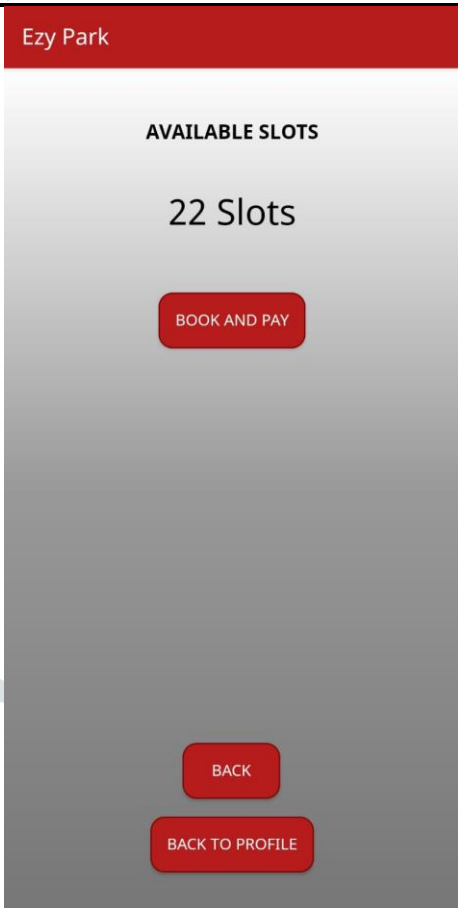 Ezy Park
AVAILABLE SLOTS
22 Slots
BOOK AND PAY
BACK
BACK TO PROFILE